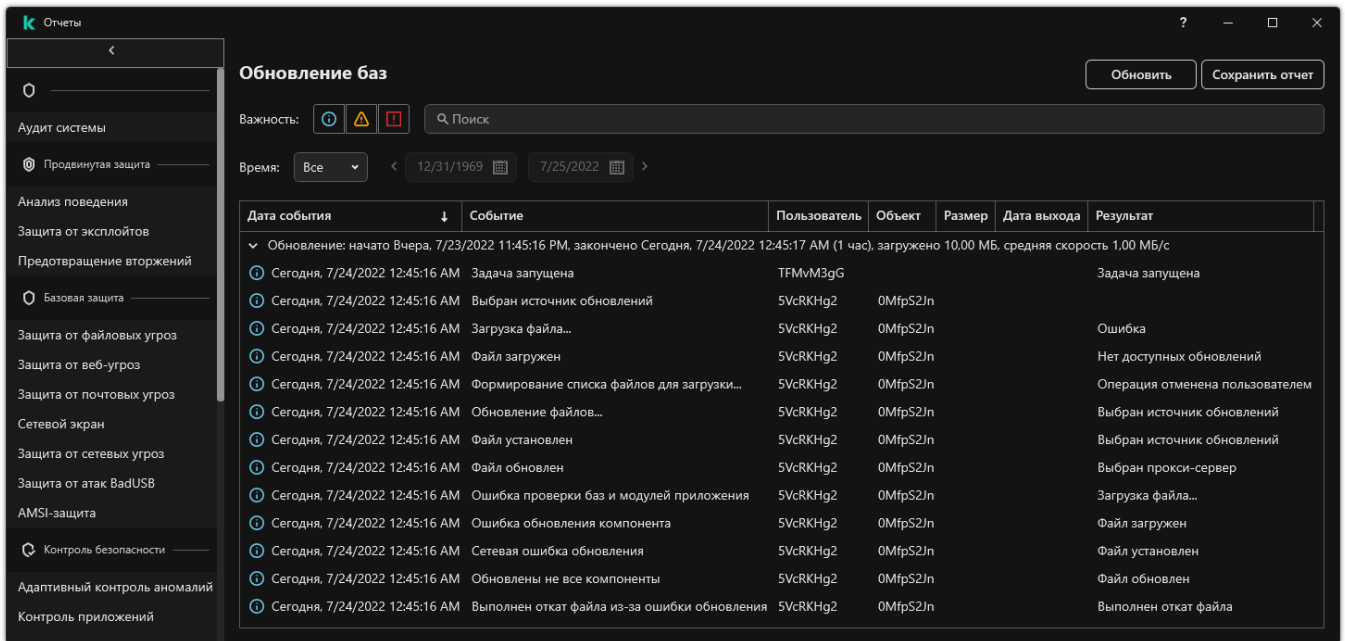 Отчеты
?
Аудит системы
Продвинутая защита
Анализ поведения
Защита от эксплойтов
Предотвращение вторжений
Базовая защита
Защита от файловых угроз
Защита от веб-угроз
Защита от почтовых угроз
Сетевой экран
Защита от сетевых угроз
Защита от атак BadUSB
AMSI-защита
Контроль безопасности
Адаптивный контроль аномалий
Контроль приложений
Обновление баз
Обновить Сохранить отчет
Важность: Поиск
Время: Все 12/31/1969 7/25/2022
Дата события Событие Пользователь Объект Размер Дата выхода Результат
Обновление: начато Вчера, 7/23/2022 11:45:16 PM, закончено Сегодня, 7/24/2022 12:45:17 AM (1 час), загружено 10,00 МБ, средняя скорость 1,00 МБ/с
Сегодня, 7/24/2022 12:45:16 AM Задача запущена TFMvM3gG Задача запущена
Сегодня, 7/24/2022 12:45:16 AM Выбран источник обновлений 5VcRKHg2 0MfpS2Jn
Сегодня, 7/24/2022 12:45:16 AM Загрузка файла... 5VcRKHg2 0MfpS2Jn Ошибка
Сегодня, 7/24/2022 12:45:16 AM Файл загружен 5VcRKHg2 0MfpS2Jn Нет доступных обновлений
Сегодня, 7/24/2022 12:45:16 AM Формирование списка файлов для загрузки... 5VcRKHg2 0MfpS2Jn Операция отменена пользователем
Сегодня, 7/24/2022 12:45:16 AM Обновление файлов... 5VcRKHg2 0MfpS2Jn Выбран источник обновлений
Сегодня, 7/24/2022 12:45:16 AM Файл установлен 5VcRKHg2 0MfpS2Jn Выбран источник обновлений
Сегодня, 7/24/2022 12:45:16 AM Файл обновлен 5VcRKHg2 0MfpS2Jn Выбран прокси-сервер
Сегодня, 7/24/2022 12:45:16 AM Ошибка проверки баз и модулей приложения 5VcRKHg2 0MfpS2Jn Загрузка файла...
Сегодня, 7/24/2022 12:45:16 AM Ошибка обновления компонента 5VcRKHg2 0MfpS2Jn Файл загружен
Сегодня, 7/24/2022 12:45:16 AM Сетевая ошибка обновления 5VcRKHg2 0MfpS2Jn Файл установлен
Сегодня, 7/24/2022 12:45:16 AM Обновлены не все компоненты 5VcRKHg2 0MfpS2Jn Файл обновлен
Сегодня, 7/24/2022 12:45:16 AM Выполнен откат файла из-за ошибки обновления 5VcRKHg2 0MfpS2Jn Выполнен откат файла